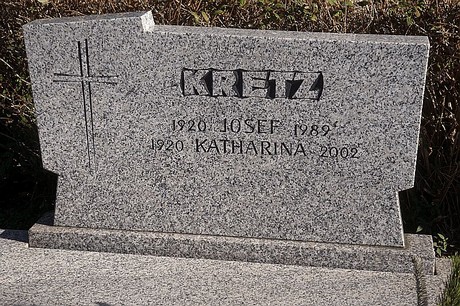 KRETZ
1920 JOSEF 1989
1920 KATHARINA 2002